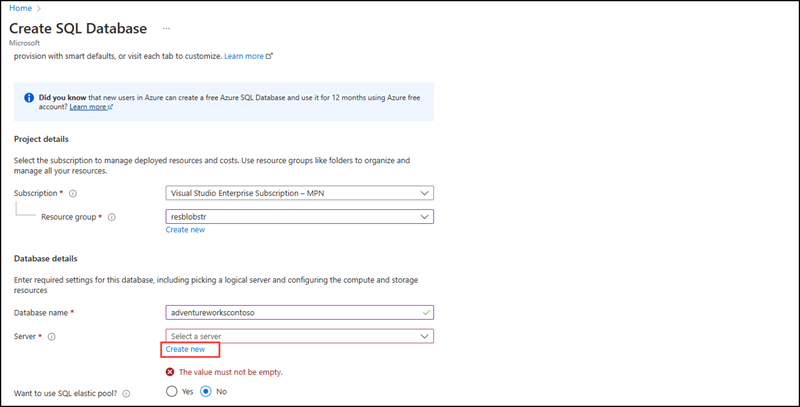 Home >
Create SQL Database ...
Microsoft
provision with smart defaults, or visit each tab to customize. Learn more
Did you know that new users in Azure can create a free Azure SQL Database and use it for 12 months using Azure free
account? Learn more
Project details
Select the subscription to manage deployed resources and costs. Use resource groups like folders to organize and
manage all your resources.
Subscription * Visual Studio Enterprise Subscription – MPN
Resource group * resblobstr
Create new
Database details
Enter required settings for this database, including picking a logical server and configuring the compute and storage
resources
Database name * adventureworkscontoso
Server * Select a server
Create new
The value must not be empty.
Want to use SQL elastic pool? Yes No